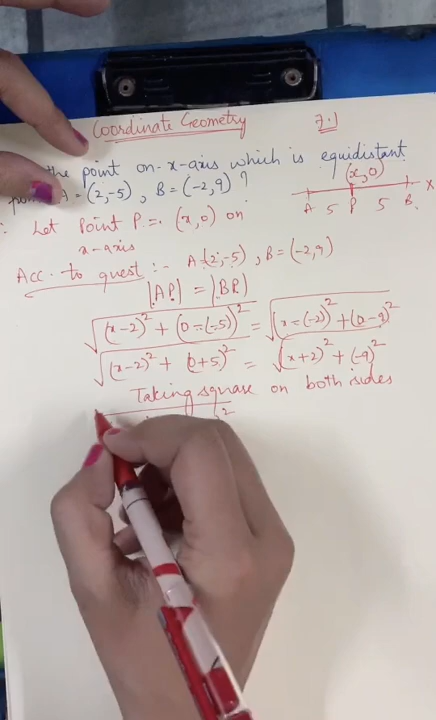 Coordinate Geometry 7.1
the point on x-axis which is equidistant
A = (2,-5) , B = (-2,9) ?
(x,0)
A 5 P 5 B X
Let Point P = (x,0) on
x-axis
Acc. to quest :- A=(2,-5) , B=(-2,9)
|AP| = |BP|
√(x-2)² + (0-(-5)² = √(x-(-2)² + (0-9)²
√(x-2)² + (0+5)² = √(x+2)² + (-9)²
Taking square on both sides